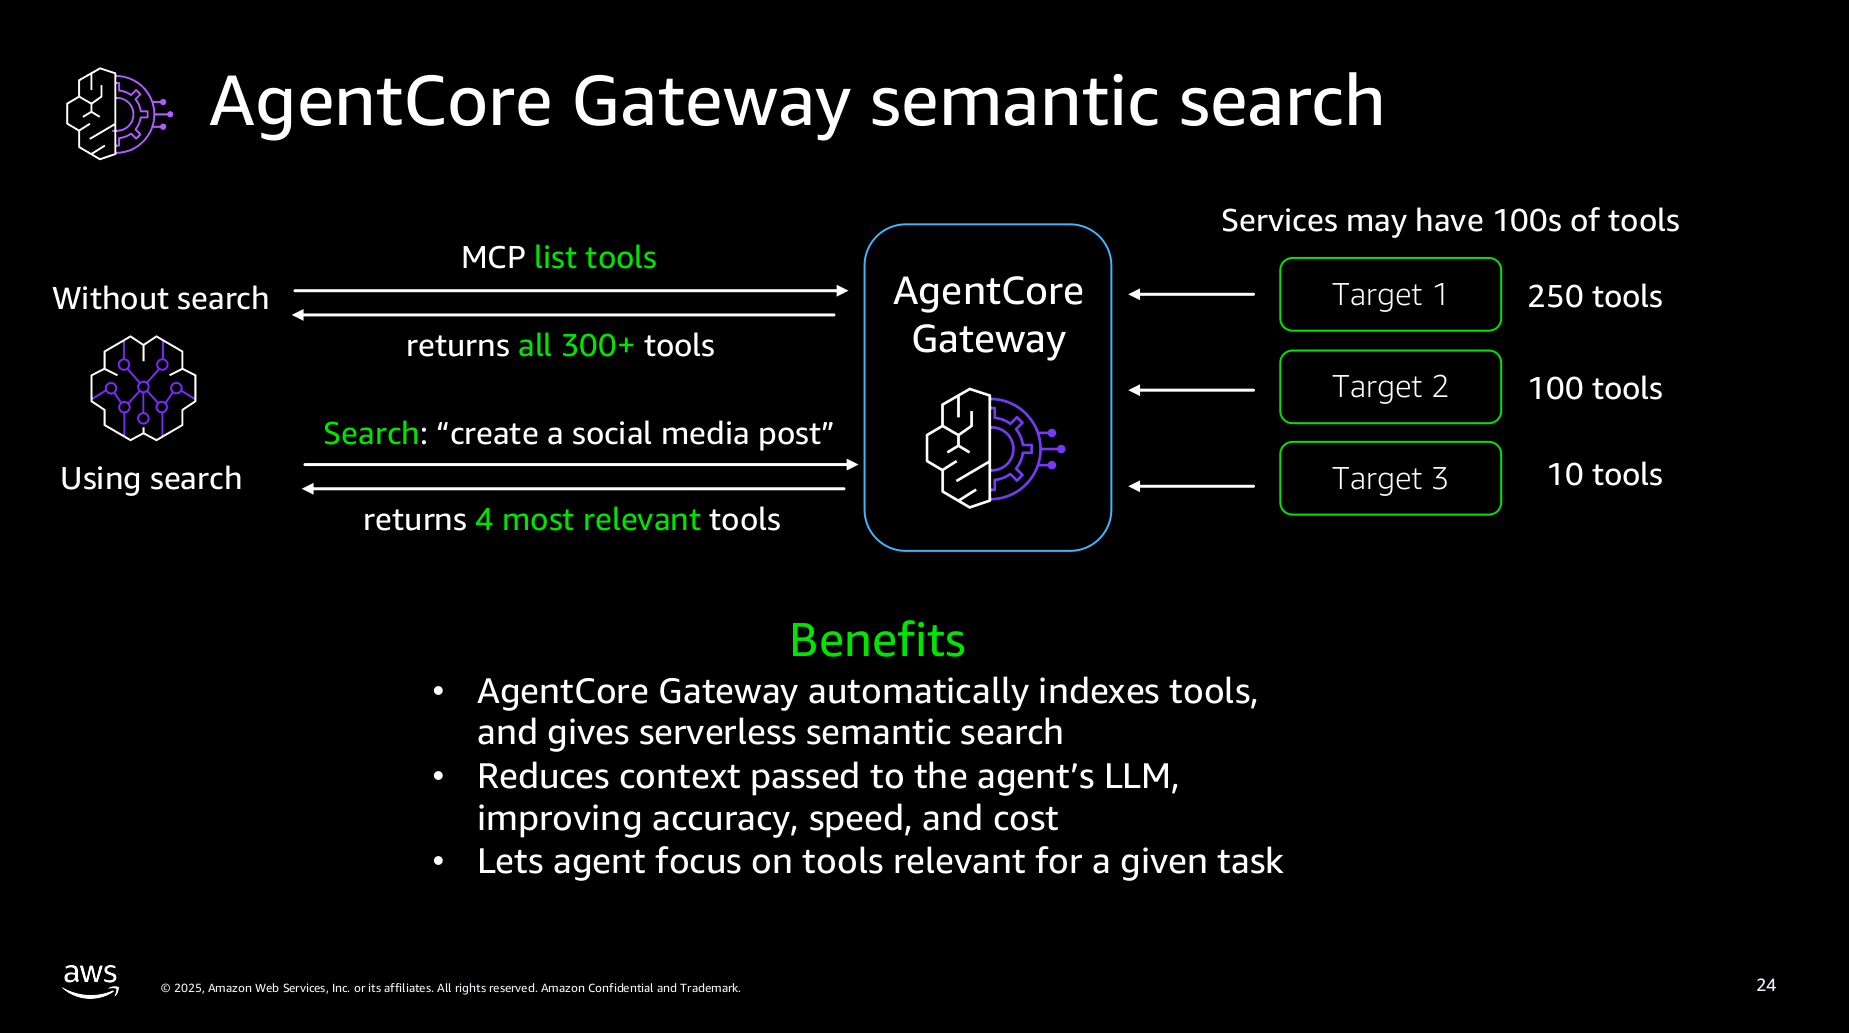 AgentCore Gateway semantic search
Services may have 100s of tools
MCP list tools
Without search
returns all 300+ tools
Search: “create a social media post”
Using search
returns 4 most relevant tools
AgentCore
Gateway
Target 1
250 tools
Target 2
100 tools
Target 3
10 tools
Benefits
• AgentCore Gateway automatically indexes tools,
and gives serverless semantic search
• Reduces context passed to the agent’s LLM,
improving accuracy, speed, and cost
• Lets agent focus on tools relevant for a given task
aws
© 2025, Amazon Web Services, Inc. or its affiliates. All rights reserved. Amazon Confidential and Trademark.
24